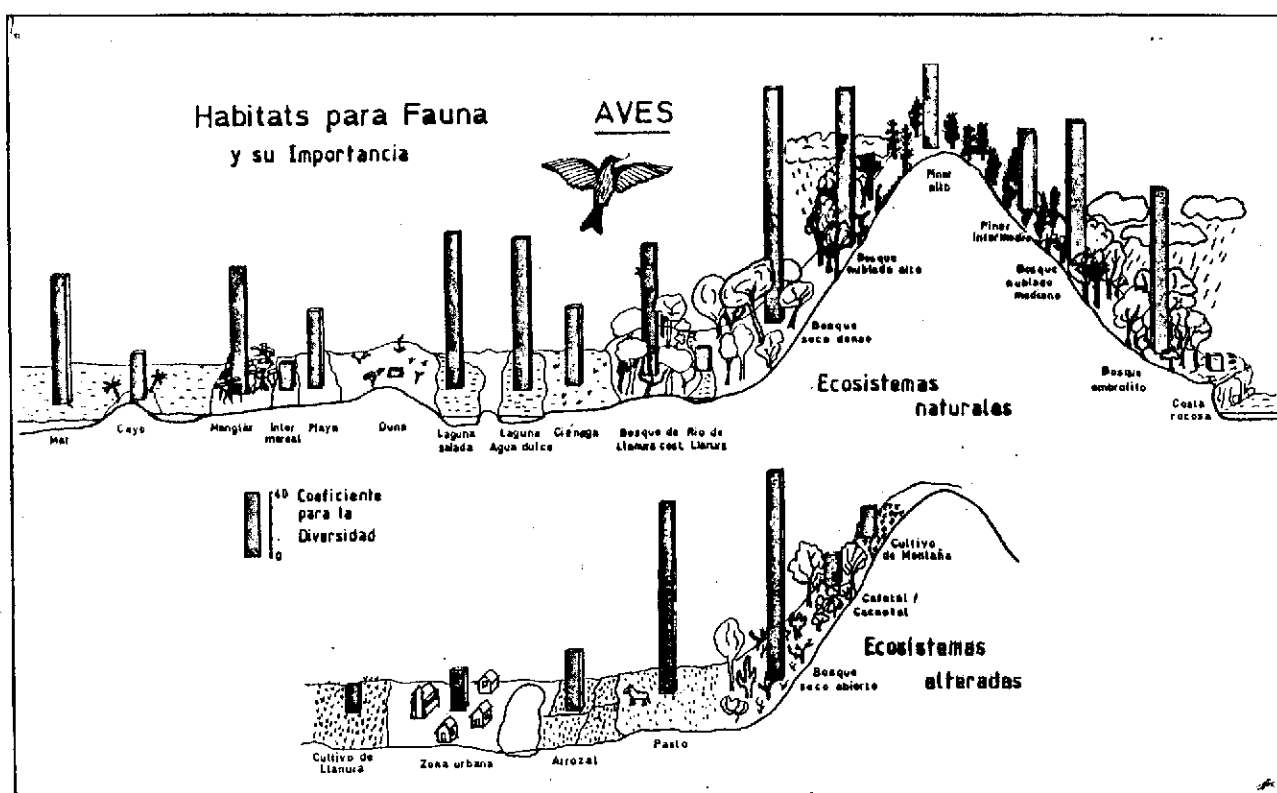 Habitats para Fauna
y su Importancia
AVES
Pinar
alto
Pinar
intermedio
Bosque
nublado alto
Bosque
nublado
mediano
Bosque
seco denso
Bosque
ombrofito
Costa
rocosa
Ecosistemas
naturales
Mar
Cayo
Manglar
Inter
mareal
Playa
Duna
Laguna
salada
Laguna
Agua dulce
Ciénaga
Bosque de
Llanura cost.
Rio de
Llanura
40
0
Coeficiente
para la
Diversidad
Cultivo
de Montaña
Cafetal /
Cacaotal
Bosque
seco abierto
Ecosistemas
alterados
Cultivo de
Llanura
Zona urbana
Arrozal
Pasto